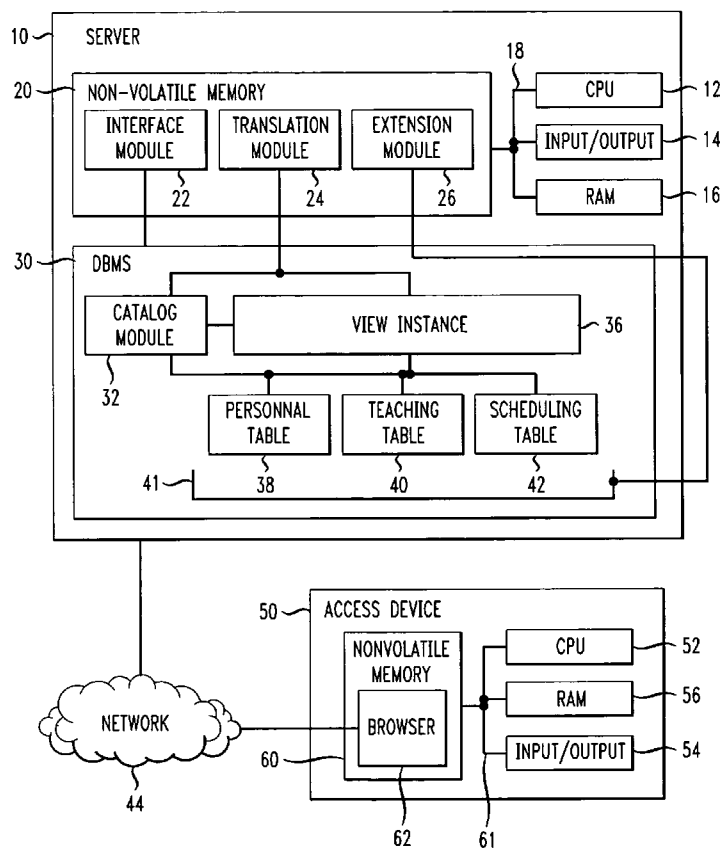 10
SERVER
20
NON-VOLATILE MEMORY
18
CPU
12
INTERFACE
MODULE
TRANSLATION
MODULE
EXTENSION
MODULE
INPUT/OUTPUT
14
22
24
26
RAM
16
30
DBMS
CATALOG
MODULE
VIEW INSTANCE
36
32
PERSONNAL
TABLE
TEACHING
TABLE
SCHEDULING
TABLE
41
38
40
42
50
ACCESS DEVICE
NONVOLATILE
MEMORY
CPU
52
NETWORK
BROWSER
RAM
56
60
INPUT/OUTPUT
54
44
62
61